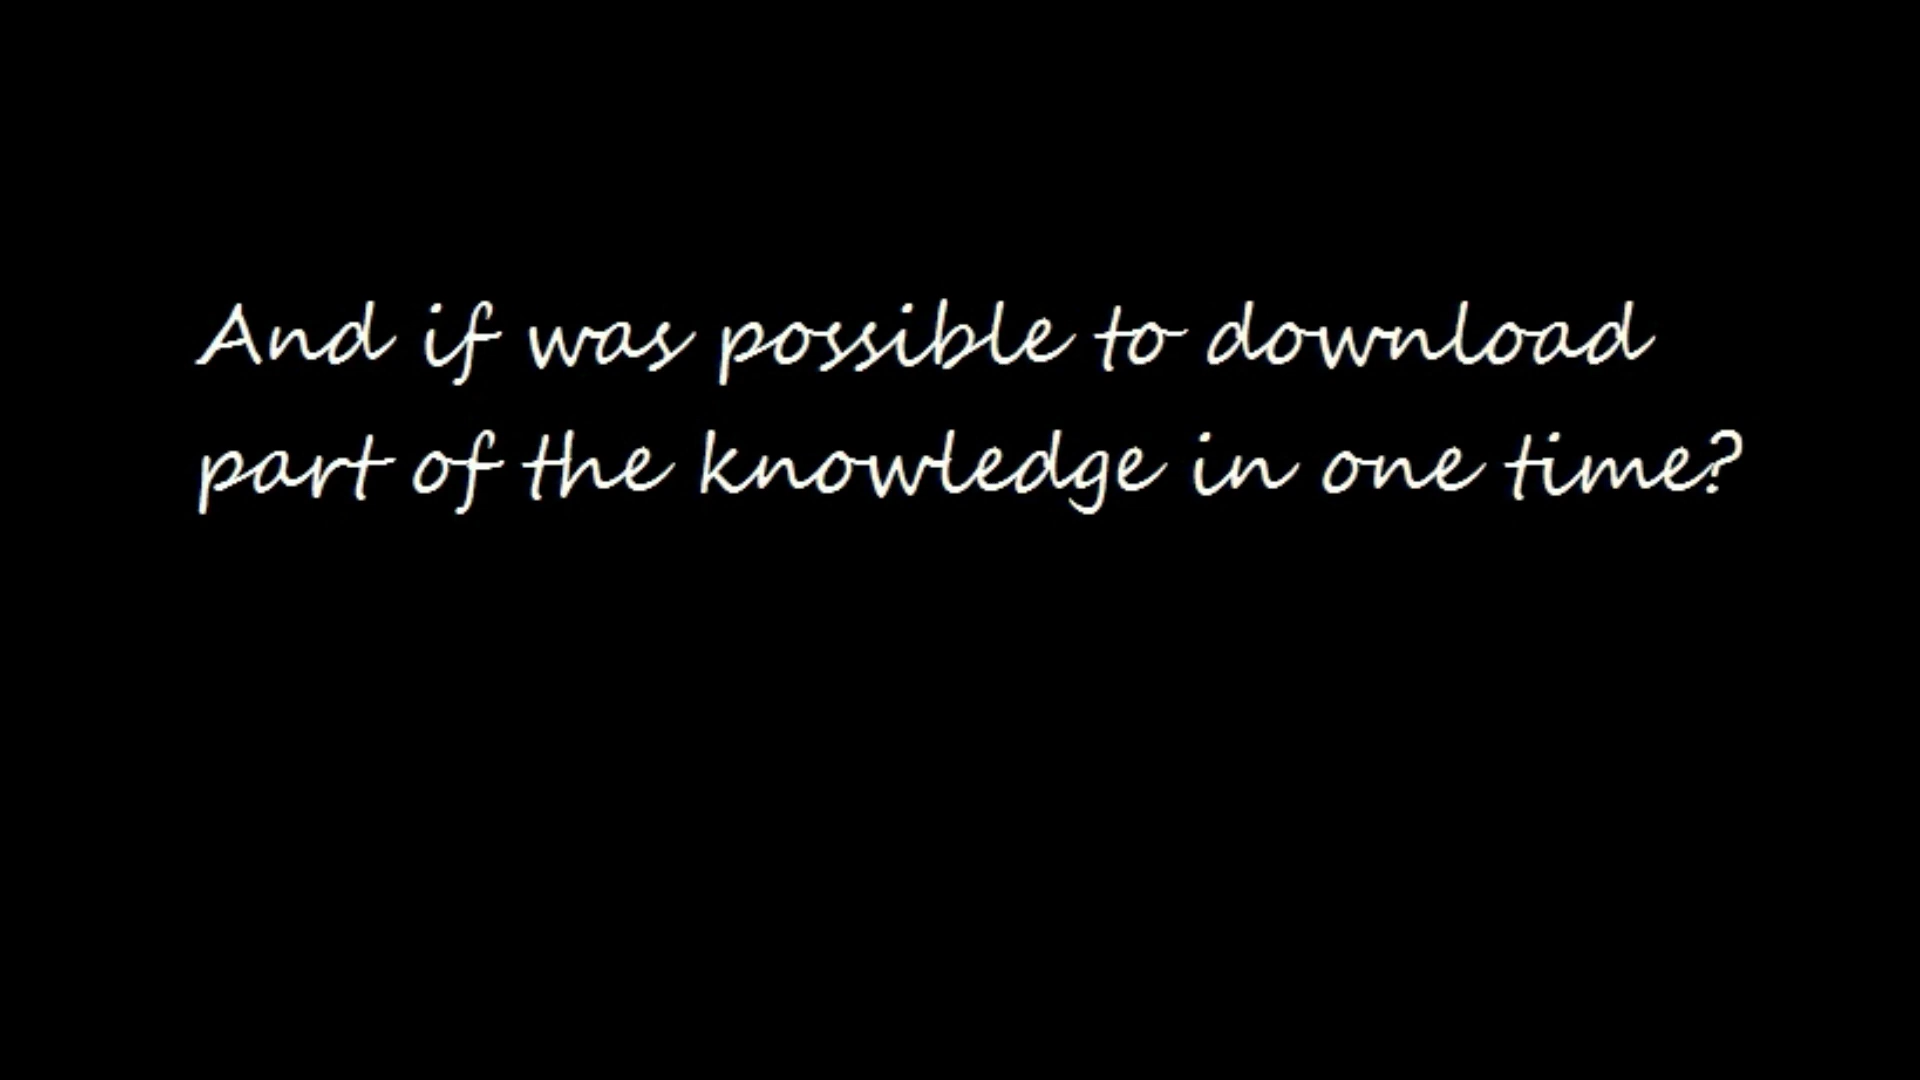 And if was possible to download
part of the knowledge in one time?